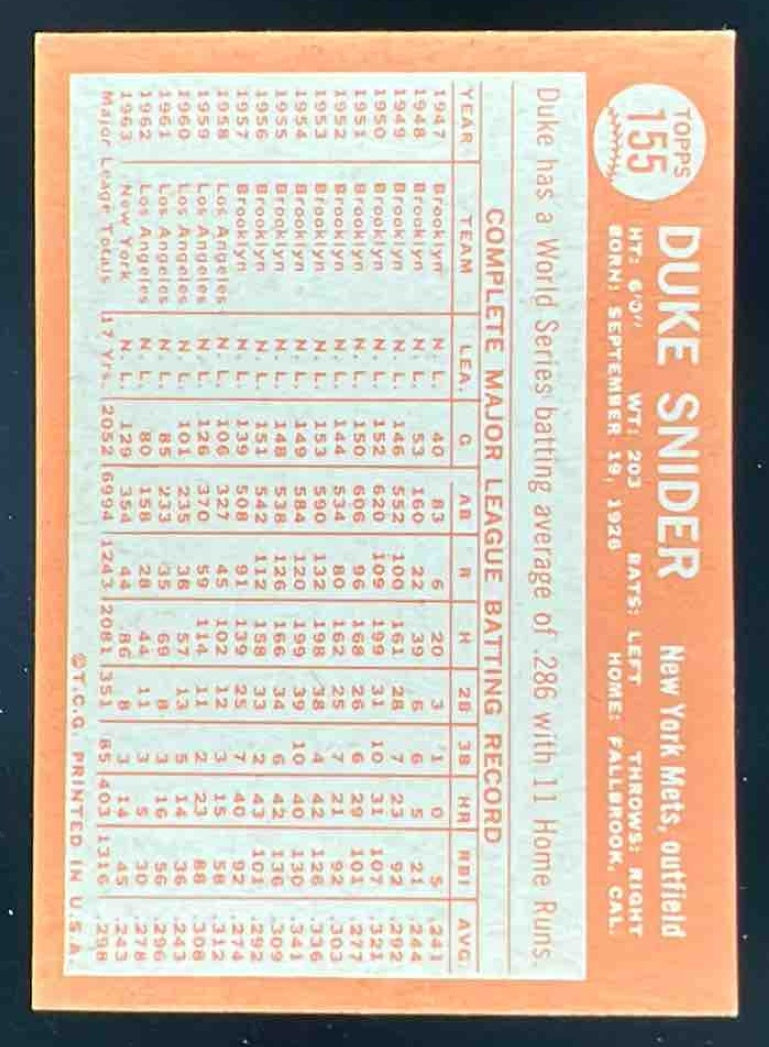 TOPPS
155
DUKE SNIDER New York Mets, outfield
HT: 6'0" WT: 203 BATS: LEFT THROWS: RIGHT
BORN: SEPTEMBER 19, 1926 HOME: FALLBROOK, CAL.
Duke has a World Series batting average of .286 with 11 Home Runs.
COMPLETE MAJOR LEAGUE BATTING RECORD
YEAR TEAM LEA. G AB R H 2B 3B HR RBI AVG.
1947 Brooklyn N. L. 40 83 6 20 3 1 0 5 .241
1948 Brooklyn N. L. 53 160 22 39 6 6 5 21 .244
1949 Brooklyn N. L. 146 552 100 161 28 7 23 92 .292
1950 Brooklyn N. L. 152 620 109 199 31 10 31 107 .321
1951 Brooklyn N. L. 150 606 96 168 26 6 29 101 .277
1952 Brooklyn N. L. 144 534 80 162 25 7 21 92 .303
1953 Brooklyn N. L. 153 590 132 198 38 4 42 126 .336
1954 Brooklyn N. L. 149 584 120 199 39 10 40 130 .341
1955 Brooklyn N. L. 148 538 126 166 34 6 42 136 .309
1956 Brooklyn N. L. 151 542 112 158 33 2 43 101 .292
1957 Brooklyn N. L. 139 508 91 139 25 7 40 92 .274
1958 Los Angeles N. L. 106 327 45 102 12 3 15 58 .312
1959 Los Angeles N. L. 126 370 59 114 11 2 23 88 .308
1960 Los Angeles N. L. 101 235 38 57 13 5 14 36 .243
1961 Los Angeles N. L. 85 233 35 69 8 3 16 56 .296
1962 Los Angeles N. L. 80 158 28 44 11 3 5 30 .278
1963 New York N. L. 129 354 44 86 8 3 14 45 .243
Major Leage Totals 17 Yrs. 2052 6994 1243 2081 351 85 403 1316 .298
©T.C.G. PRINTED IN U.S.A.